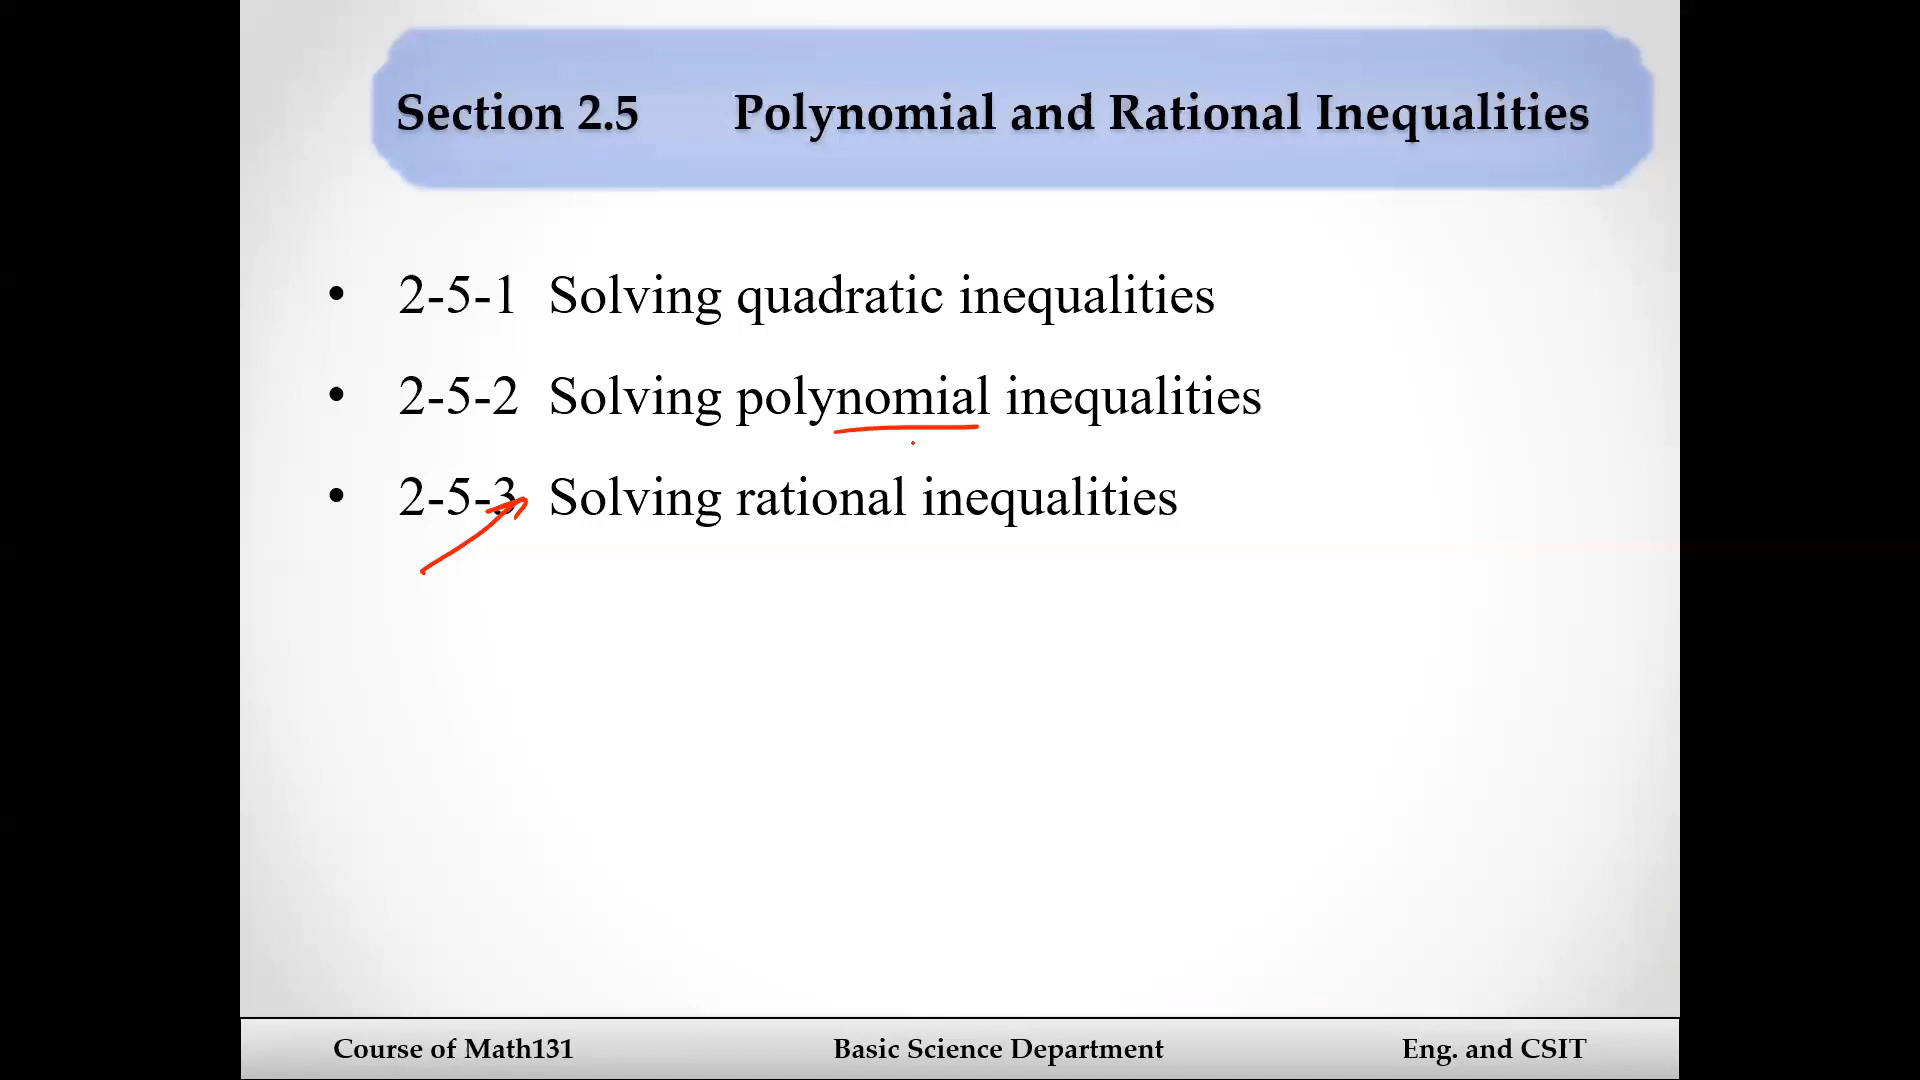 Section 2.5 Polynomial and Rational Inequalities
• 2-5-1 Solving quadratic inequalities
• 2-5-2 Solving polynomial inequalities
• 2-5-3 Solving rational inequalities
Course of Math131 Basic Science Department Eng. and CSIT